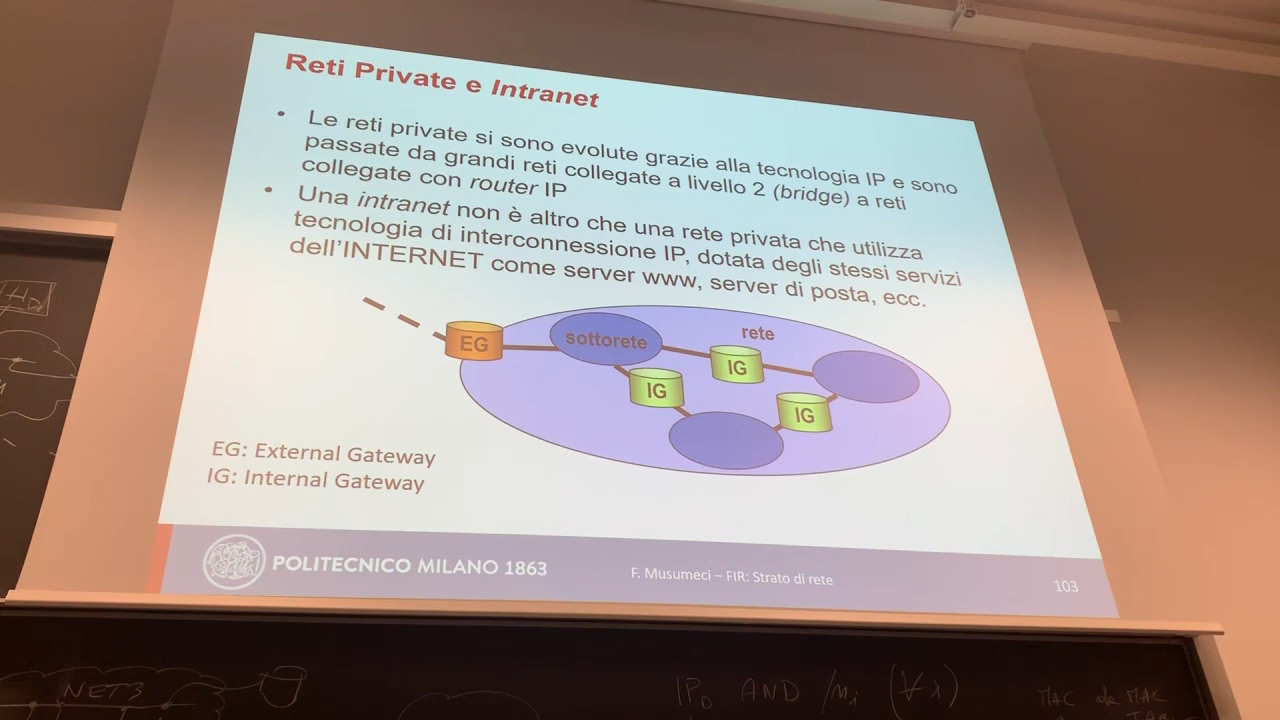 Reti Private e Intranet
• Le reti private si sono evolute grazie alla tecnologia IP e sono
passate da grandi reti collegate a livello 2 (bridge) a reti
collegate con router IP
• Una intranet non è altro che una rete privata che utilizza
tecnologia di interconnessione IP, dotata degli stessi servizi
dell'INTERNET come server www, server di posta, ecc.
EG
sottorete
rete
IG
IG
IG
EG: External Gateway
IG: Internal Gateway
POLITECNICO MILANO 1863
F. Musumeci – FIR: Strato di rete
103
NET3
IPD AND /mi (∀i)
MAC da MAC